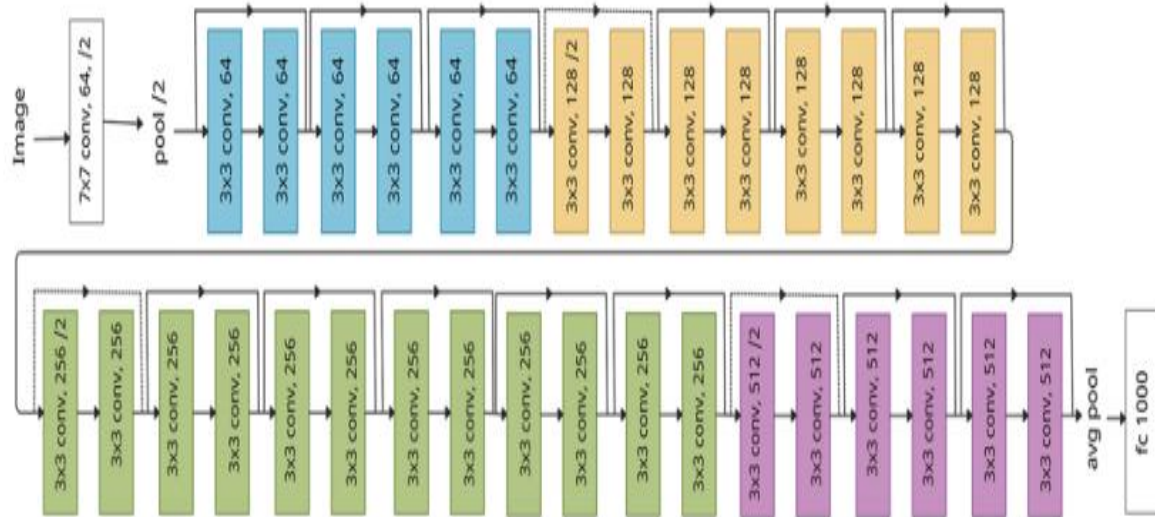 Image
7x7 conv, 64, /2
pool /2
3x3 conv, 64
3x3 conv, 64
3x3 conv, 64
3x3 conv, 64
3x3 conv, 64
3x3 conv, 64
3x3 conv, 128 /2
3x3 conv, 128
3x3 conv, 128
3x3 conv, 128
3x3 conv, 128
3x3 conv, 128
3x3 conv, 128
3x3 conv, 128
3x3 conv, 256 /2
3x3 conv, 256
3x3 conv, 256
3x3 conv, 256
3x3 conv, 256
3x3 conv, 256
3x3 conv, 256
3x3 conv, 256
3x3 conv, 256
3x3 conv, 256
3x3 conv, 256
3x3 conv, 256
3x3 conv, 512 /2
3x3 conv, 512
3x3 conv, 512
3x3 conv, 512
3x3 conv, 512
3x3 conv, 512
avg pool
fc 1000